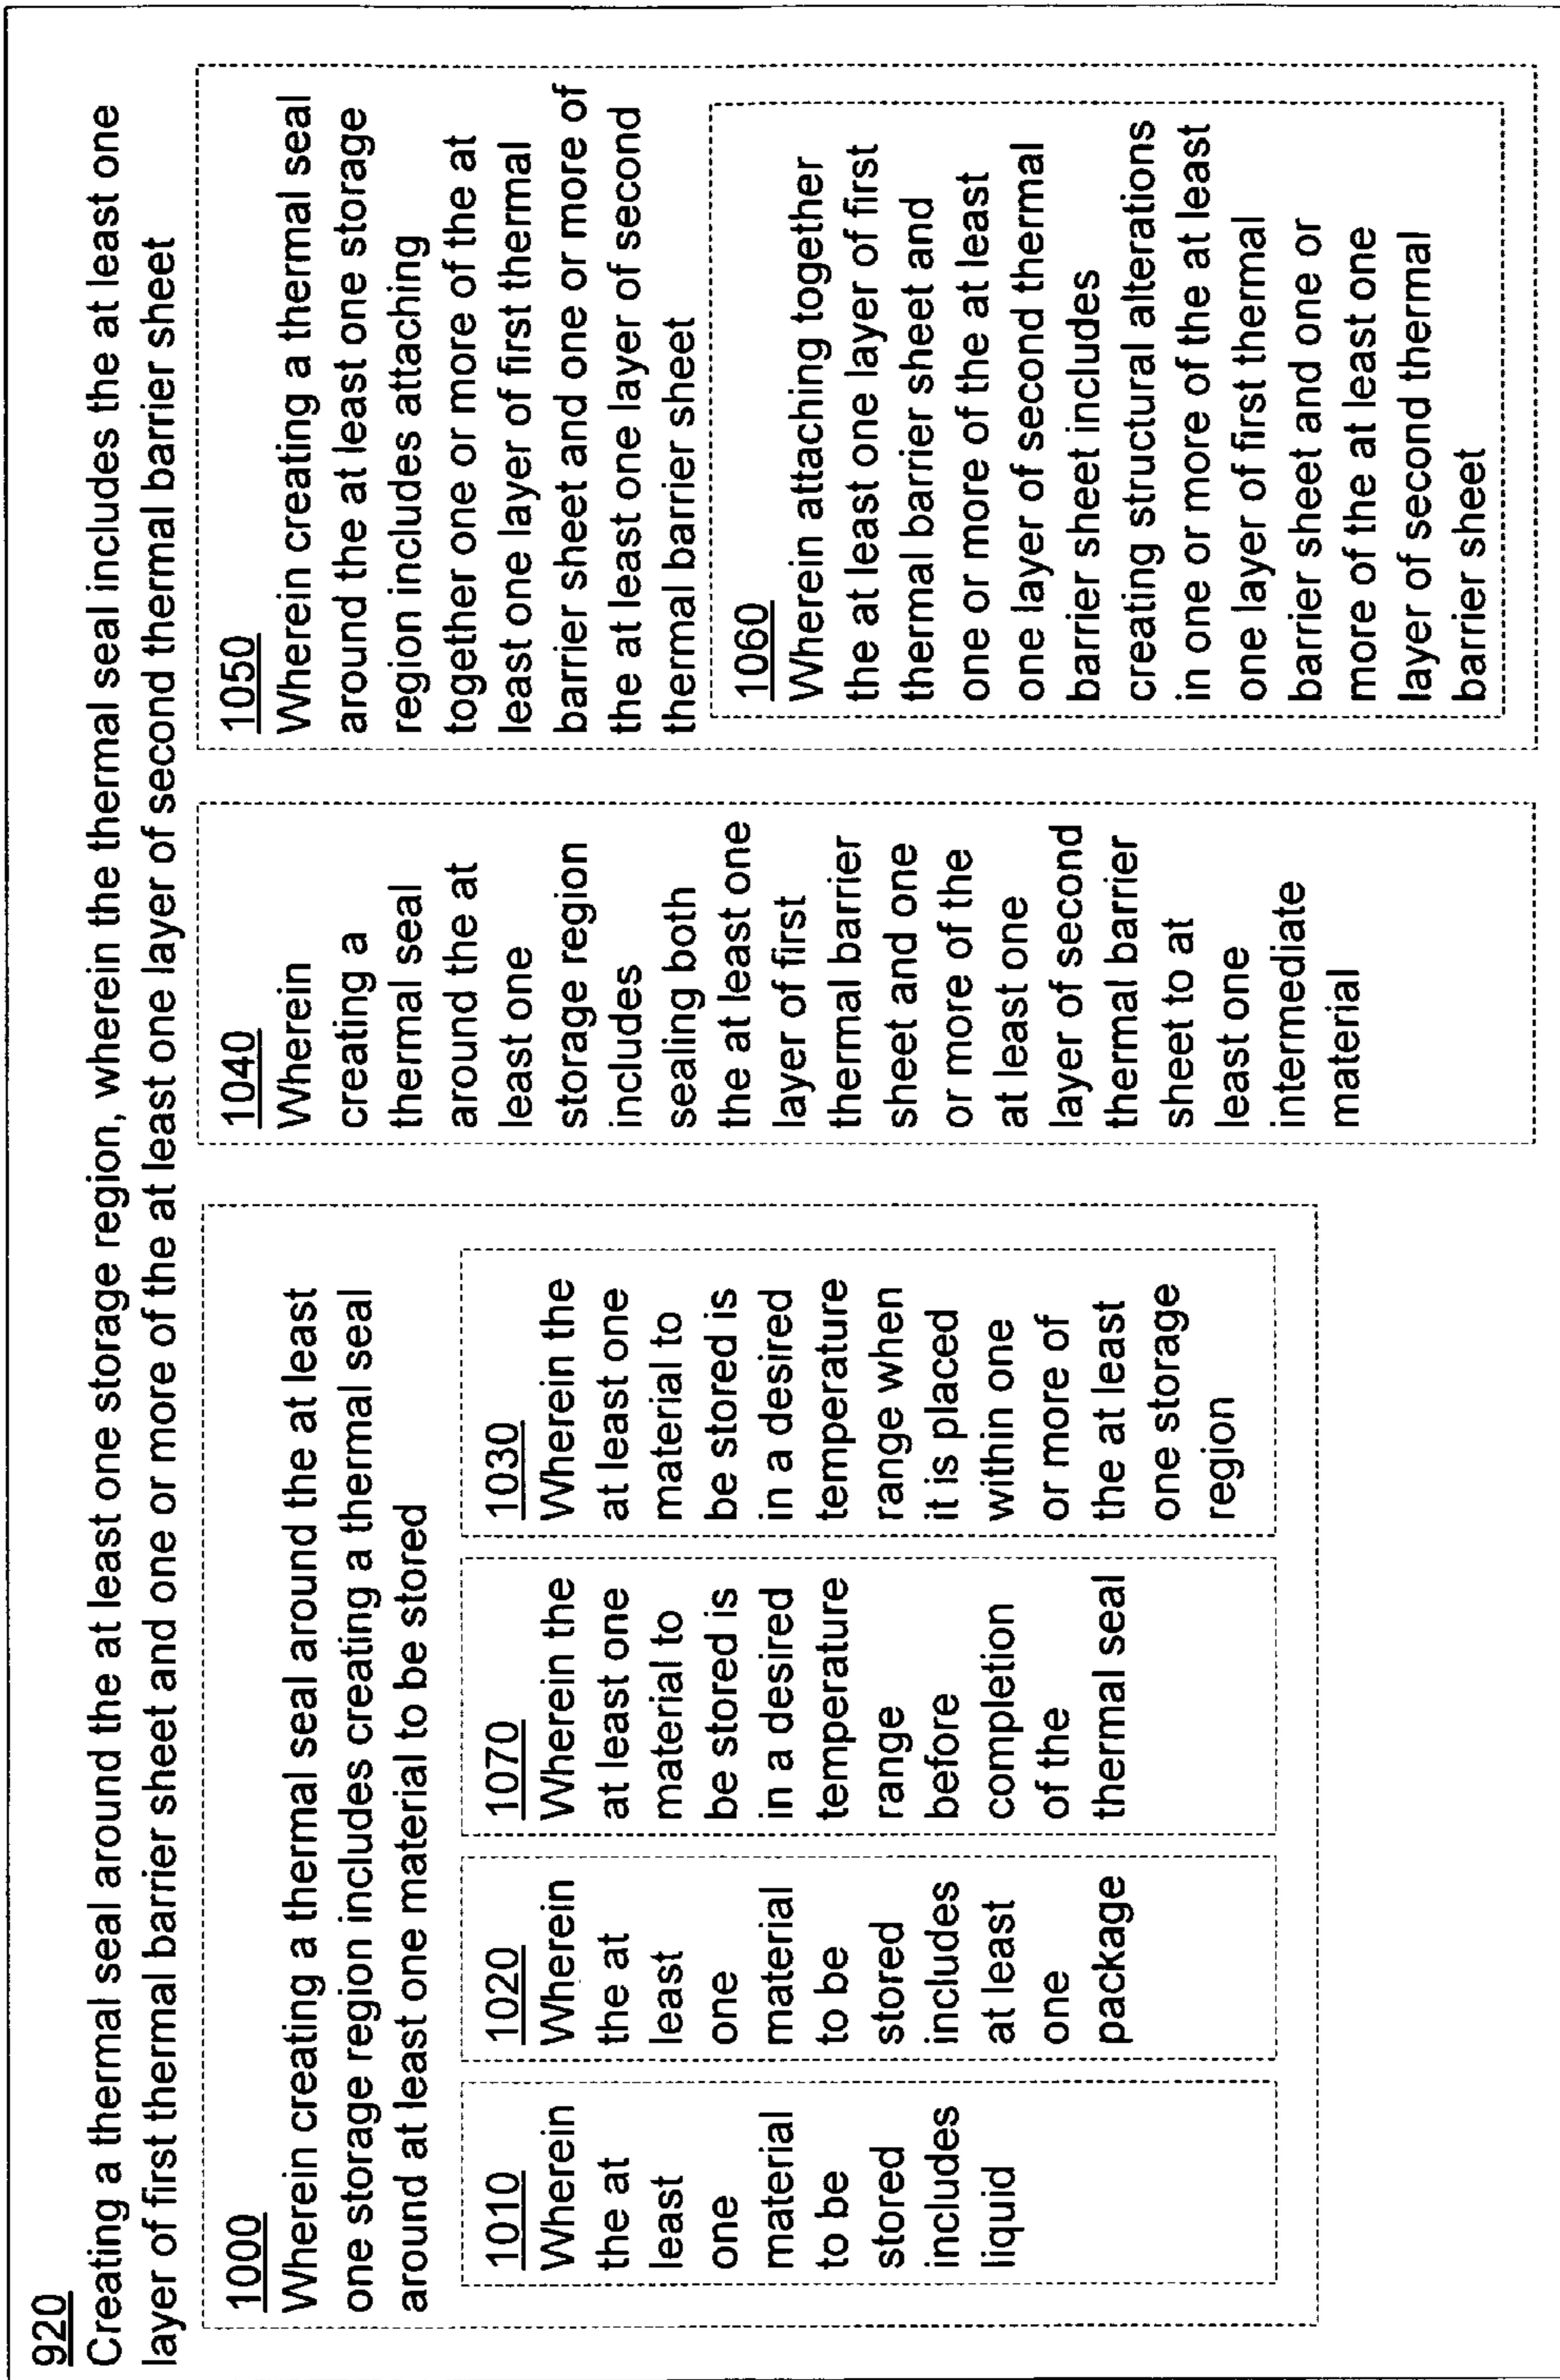 920
Creating a thermal seal around the at least one storage region, wherein the thermal seal includes the at least one
layer of first thermal barrier sheet and one or more of the at least one layer of second thermal barrier sheet
1000
Wherein creating a thermal seal around the at least
one storage region includes creating a thermal seal
around at least one material to be stored
1010
Wherein
the at
least
one
material
to be
stored
includes
liquid
1020
Wherein
the at
least
one
material
to be
stored
includes
at least
one
package
1070
Wherein the
at least one
material to
be stored is
in a desired
temperature
range
before
completion
of the
thermal seal
1030
Wherein the
at least one
material to
be stored is
in a desired
temperature
range when
it is placed
within one
or more of
the at least
one storage
region
1040
Wherein
creating a
thermal seal
around the at
least one
storage region
includes
sealing both
the at least one
layer of first
thermal barrier
sheet and one
or more of the
at least one
layer of second
thermal barrier
sheet to at
least one
intermediate
material
1050
Wherein creating a thermal seal
around the at least one storage
region includes attaching
together one or more of the at
least one layer of first thermal
barrier sheet and one or more of
the at least one layer of second
thermal barrier sheet
1060
Wherein attaching together
the at least one layer of first
thermal barrier sheet and
one or more of the at least
one layer of second thermal
barrier sheet includes
creating structural alterations
in one or more of the at least
one layer of first thermal
barrier sheet and one or
more of the at least one
layer of second thermal
barrier sheet